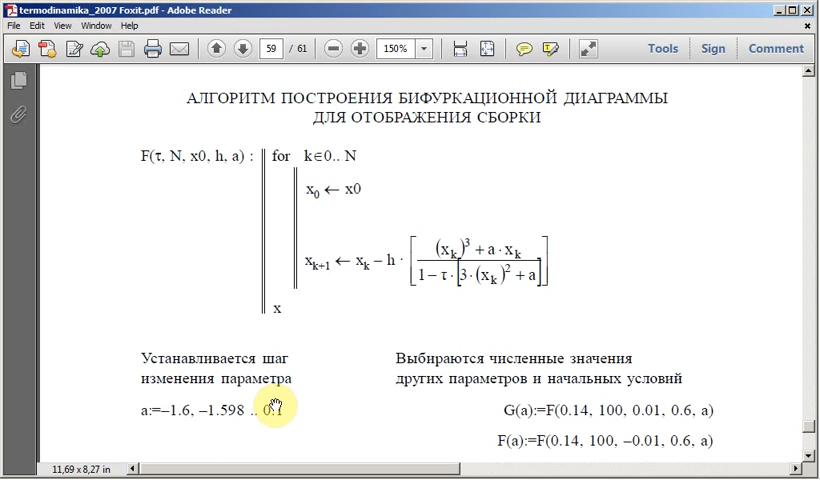 termodinamika_2007 Foxit.pdf - Adobe Reader
File Edit View Window Help
59 / 61 150% Tools Sign Comment
АЛГОРИТМ ПОСТРОЕНИЯ БИФУРКАЦИОННОЙ ДИАГРАММЫ
ДЛЯ ОТОБРАЖЕНИЯ СБОРКИ
F(τ, N, x0, h, a) : for k∈0.. N
x₀ ← x0
xₖ₊₁ ← xₖ – h · [((xₖ)³ + a · xₖ) / (1 – τ · [3 · (xₖ)² + a])]
x
Устанавливается шаг
изменения параметра
a:=–1.6, –1.598 .. 0.1
Выбираются численные значения
других параметров и начальных условий
G(a):=F(0.14, 100, 0.01, 0.6, a)
F(a):=F(0.14, 100, –0.01, 0.6, a)
11,69 x 8,27 in